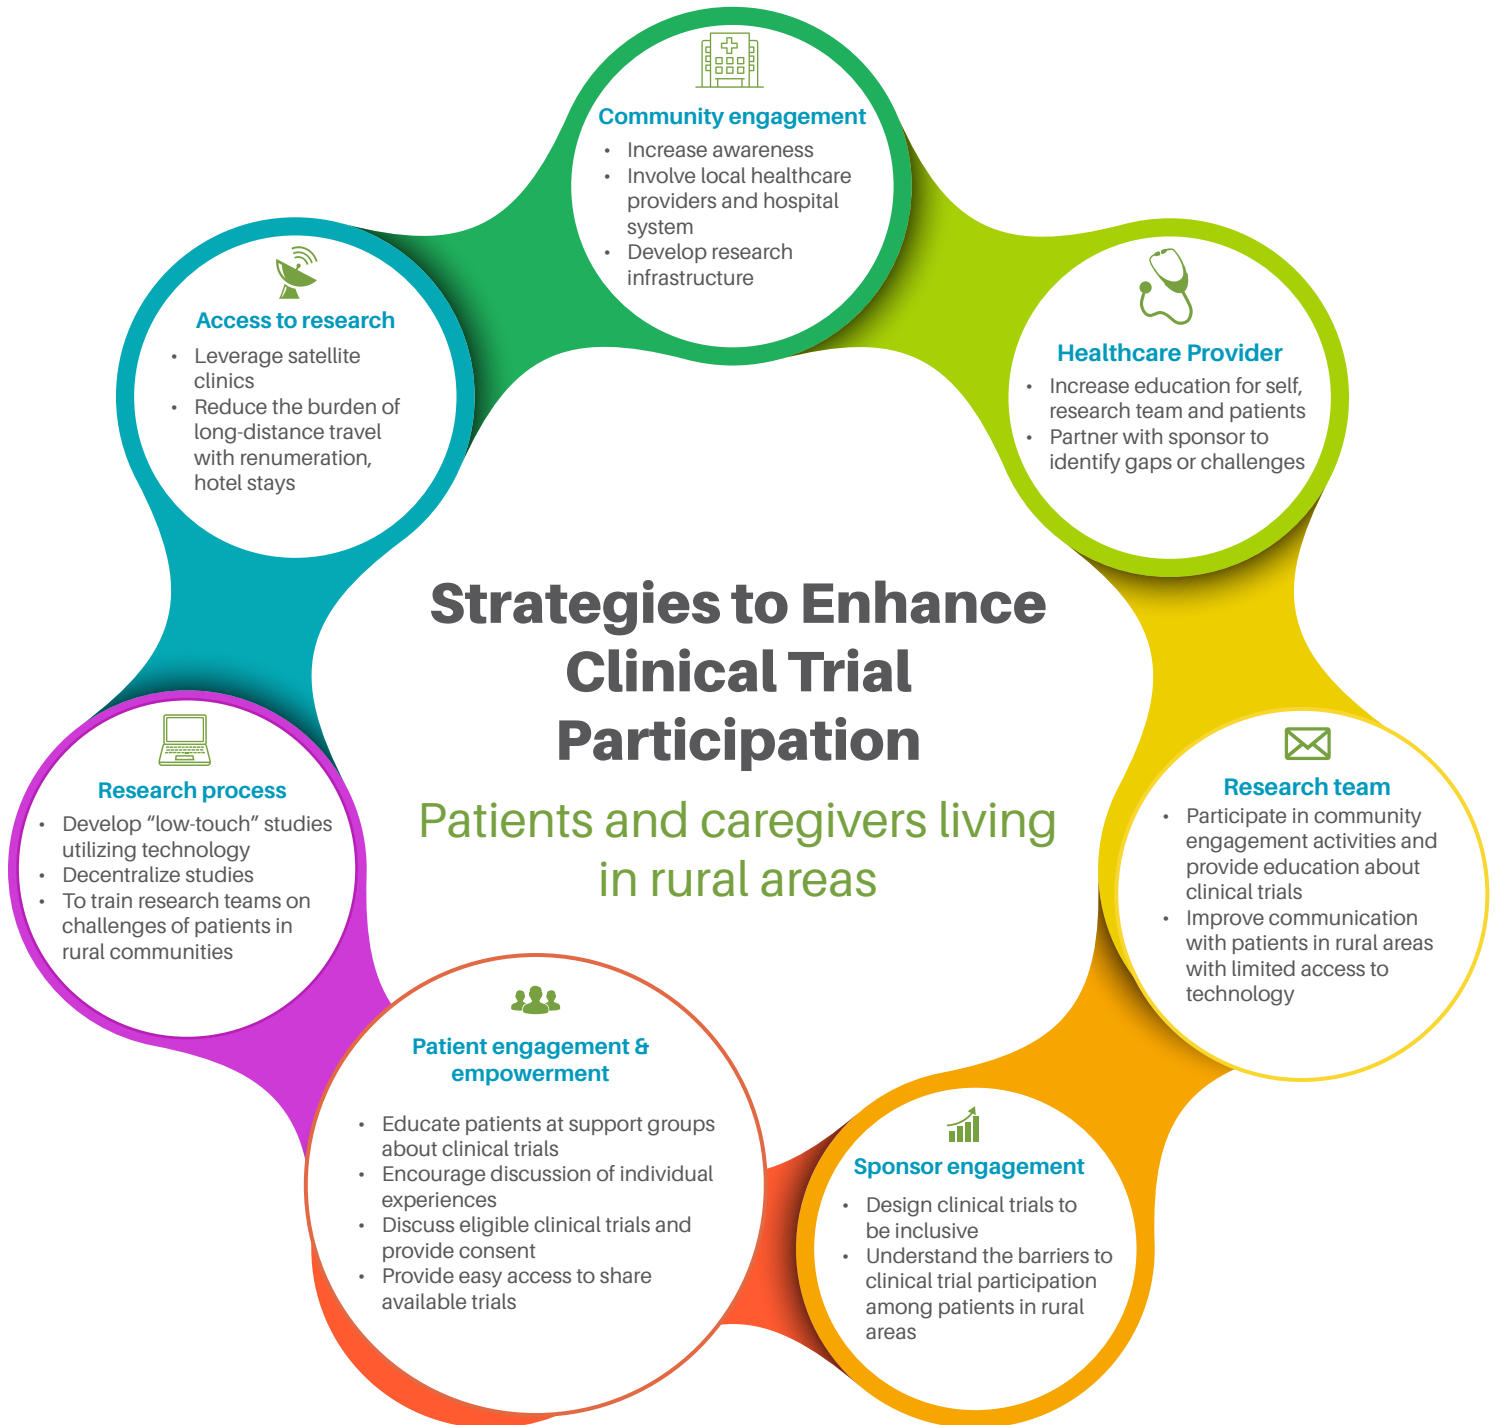 Community engagement
• Increase awareness
• Involve local healthcare
providers and hospital
system
• Develop research
infrastructure
Healthcare Provider
• Increase education for self,
research team and patients
• Partner with sponsor to
identify gaps or challenges
Research team
• Participate in community
engagement activities and
provide education about
clinical trials
• Improve communication
with patients in rural areas
with limited access to
technology
Sponsor engagement
• Design clinical trials to
be inclusive
• Understand the barriers to
clinical trial participation
among patients in rural
areas
Patient engagement &
empowerment
• Educate patients at support groups
about clinical trials
• Encourage discussion of individual
experiences
• Discuss eligible clinical trials and
provide consent
• Provide easy access to share
available trials
Research process
• Develop “low-touch” studies
utilizing technology
• Decentralize studies
• To train research teams on
challenges of patients in
rural communities
Access to research
• Leverage satellite
clinics
• Reduce the burden of
long-distance travel
with renumeration,
hotel stays
Strategies to Enhance
Clinical Trial
Participation
Patients and caregivers living
in rural areas